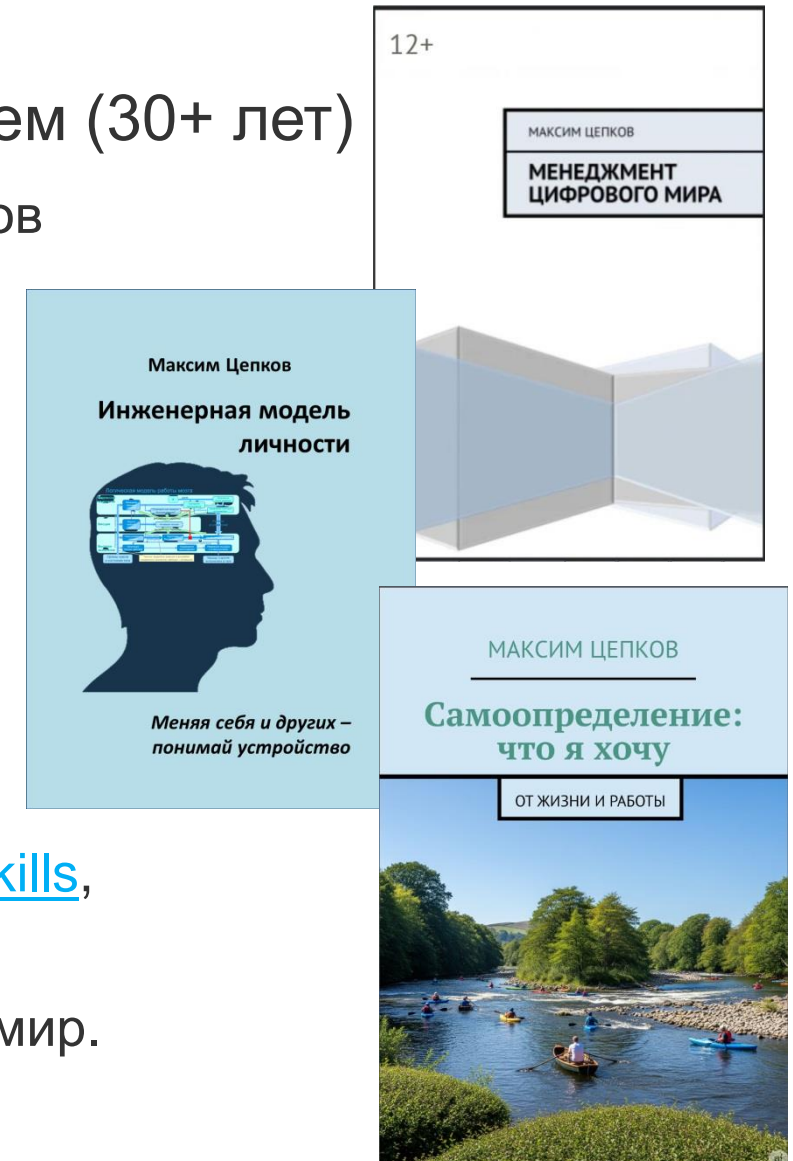 12+
ем (30+ лет)
ов
МАКСИМ ЦЕПКОВ
МЕНЕДЖМЕНТ
ЦИФРОВОГО МИРА
Максим Цепков
Инженерная модель
личности
Меняя себя и других –
понимай устройство
МАКСИМ ЦЕПКОВ
Самоопределение:
что я хочу
ОТ ЖИЗНИ И РАБОТЫ
kills,
мир.